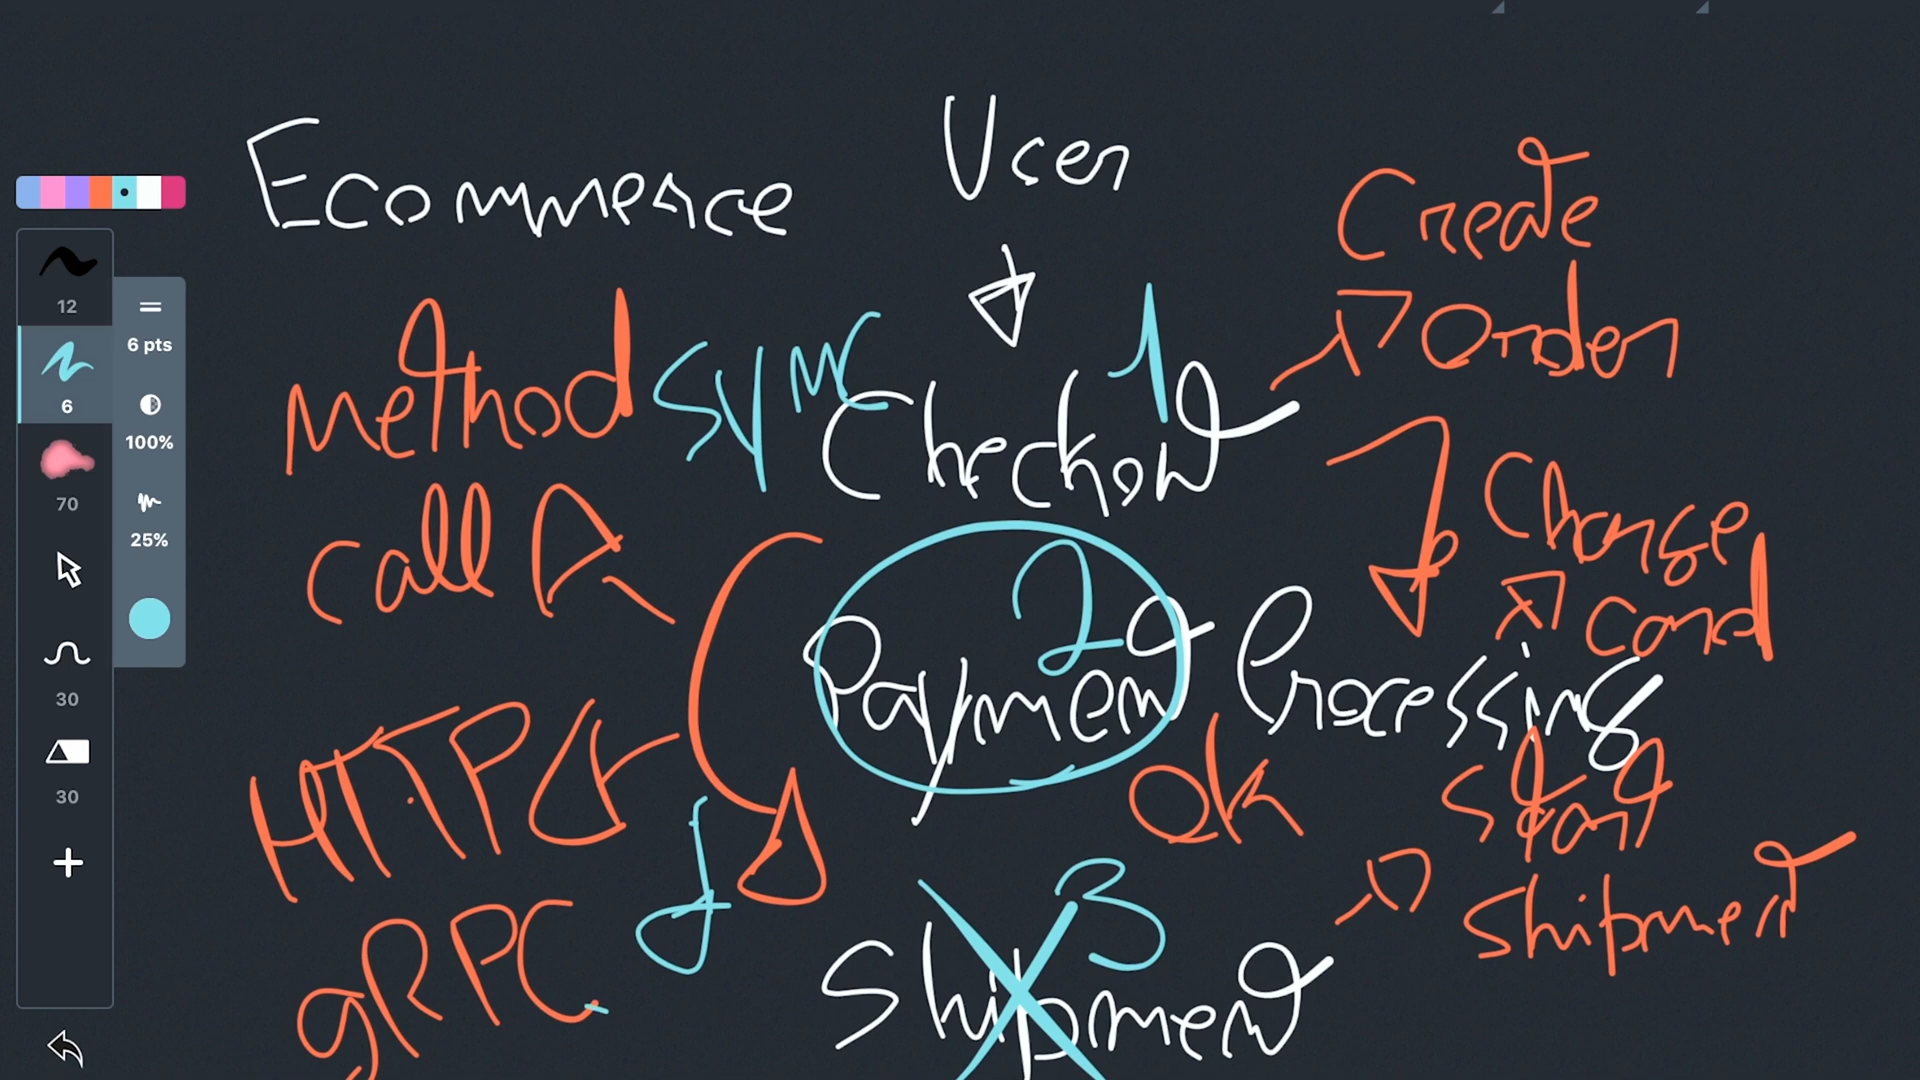 Ecommerce
User
Create
Order
Method
sync
1
Checkout
call
Charge
Card
2
Payment Processing
HTTP
Ok
Start
Shipment
gRPC
3
Shipment
12
6
70
30
30
6 pts
100%
25%